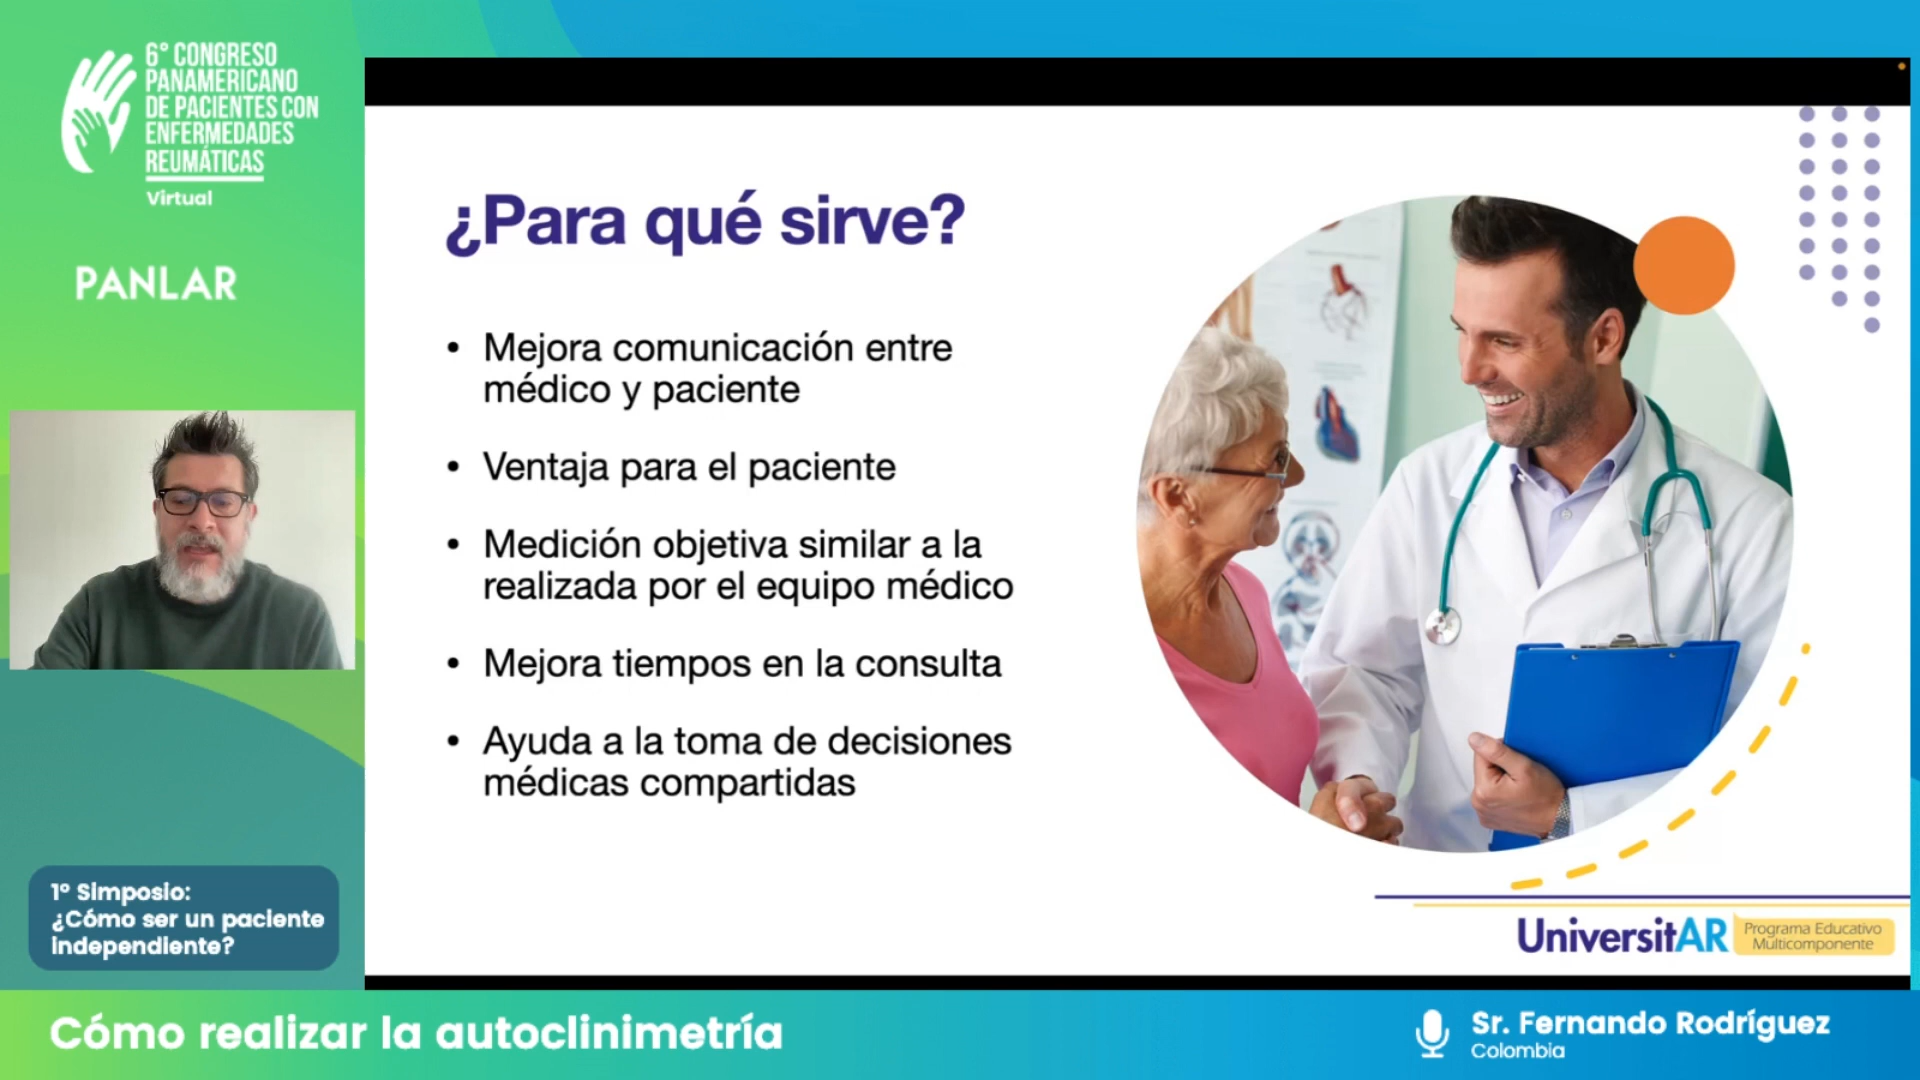 6° CONGRESO
PANAMERICANO
DE PACIENTES CON
ENFERMEDADES
REUMÁTICAS
Virtual
PANLAR
¿Para qué sirve?
• Mejora comunicación entre
médico y paciente
• Ventaja para el paciente
• Medición objetiva similar a la
realizada por el equipo médico
• Mejora tiempos en la consulta
• Ayuda a la toma de decisiones
médicas compartidas
1º Simposio:
¿Cómo ser un paciente
independiente?
UniversitAR
Programa Educativo
Multicomponente
Cómo realizar la autoclinimetría
Sr. Fernando Rodríguez
Colombia